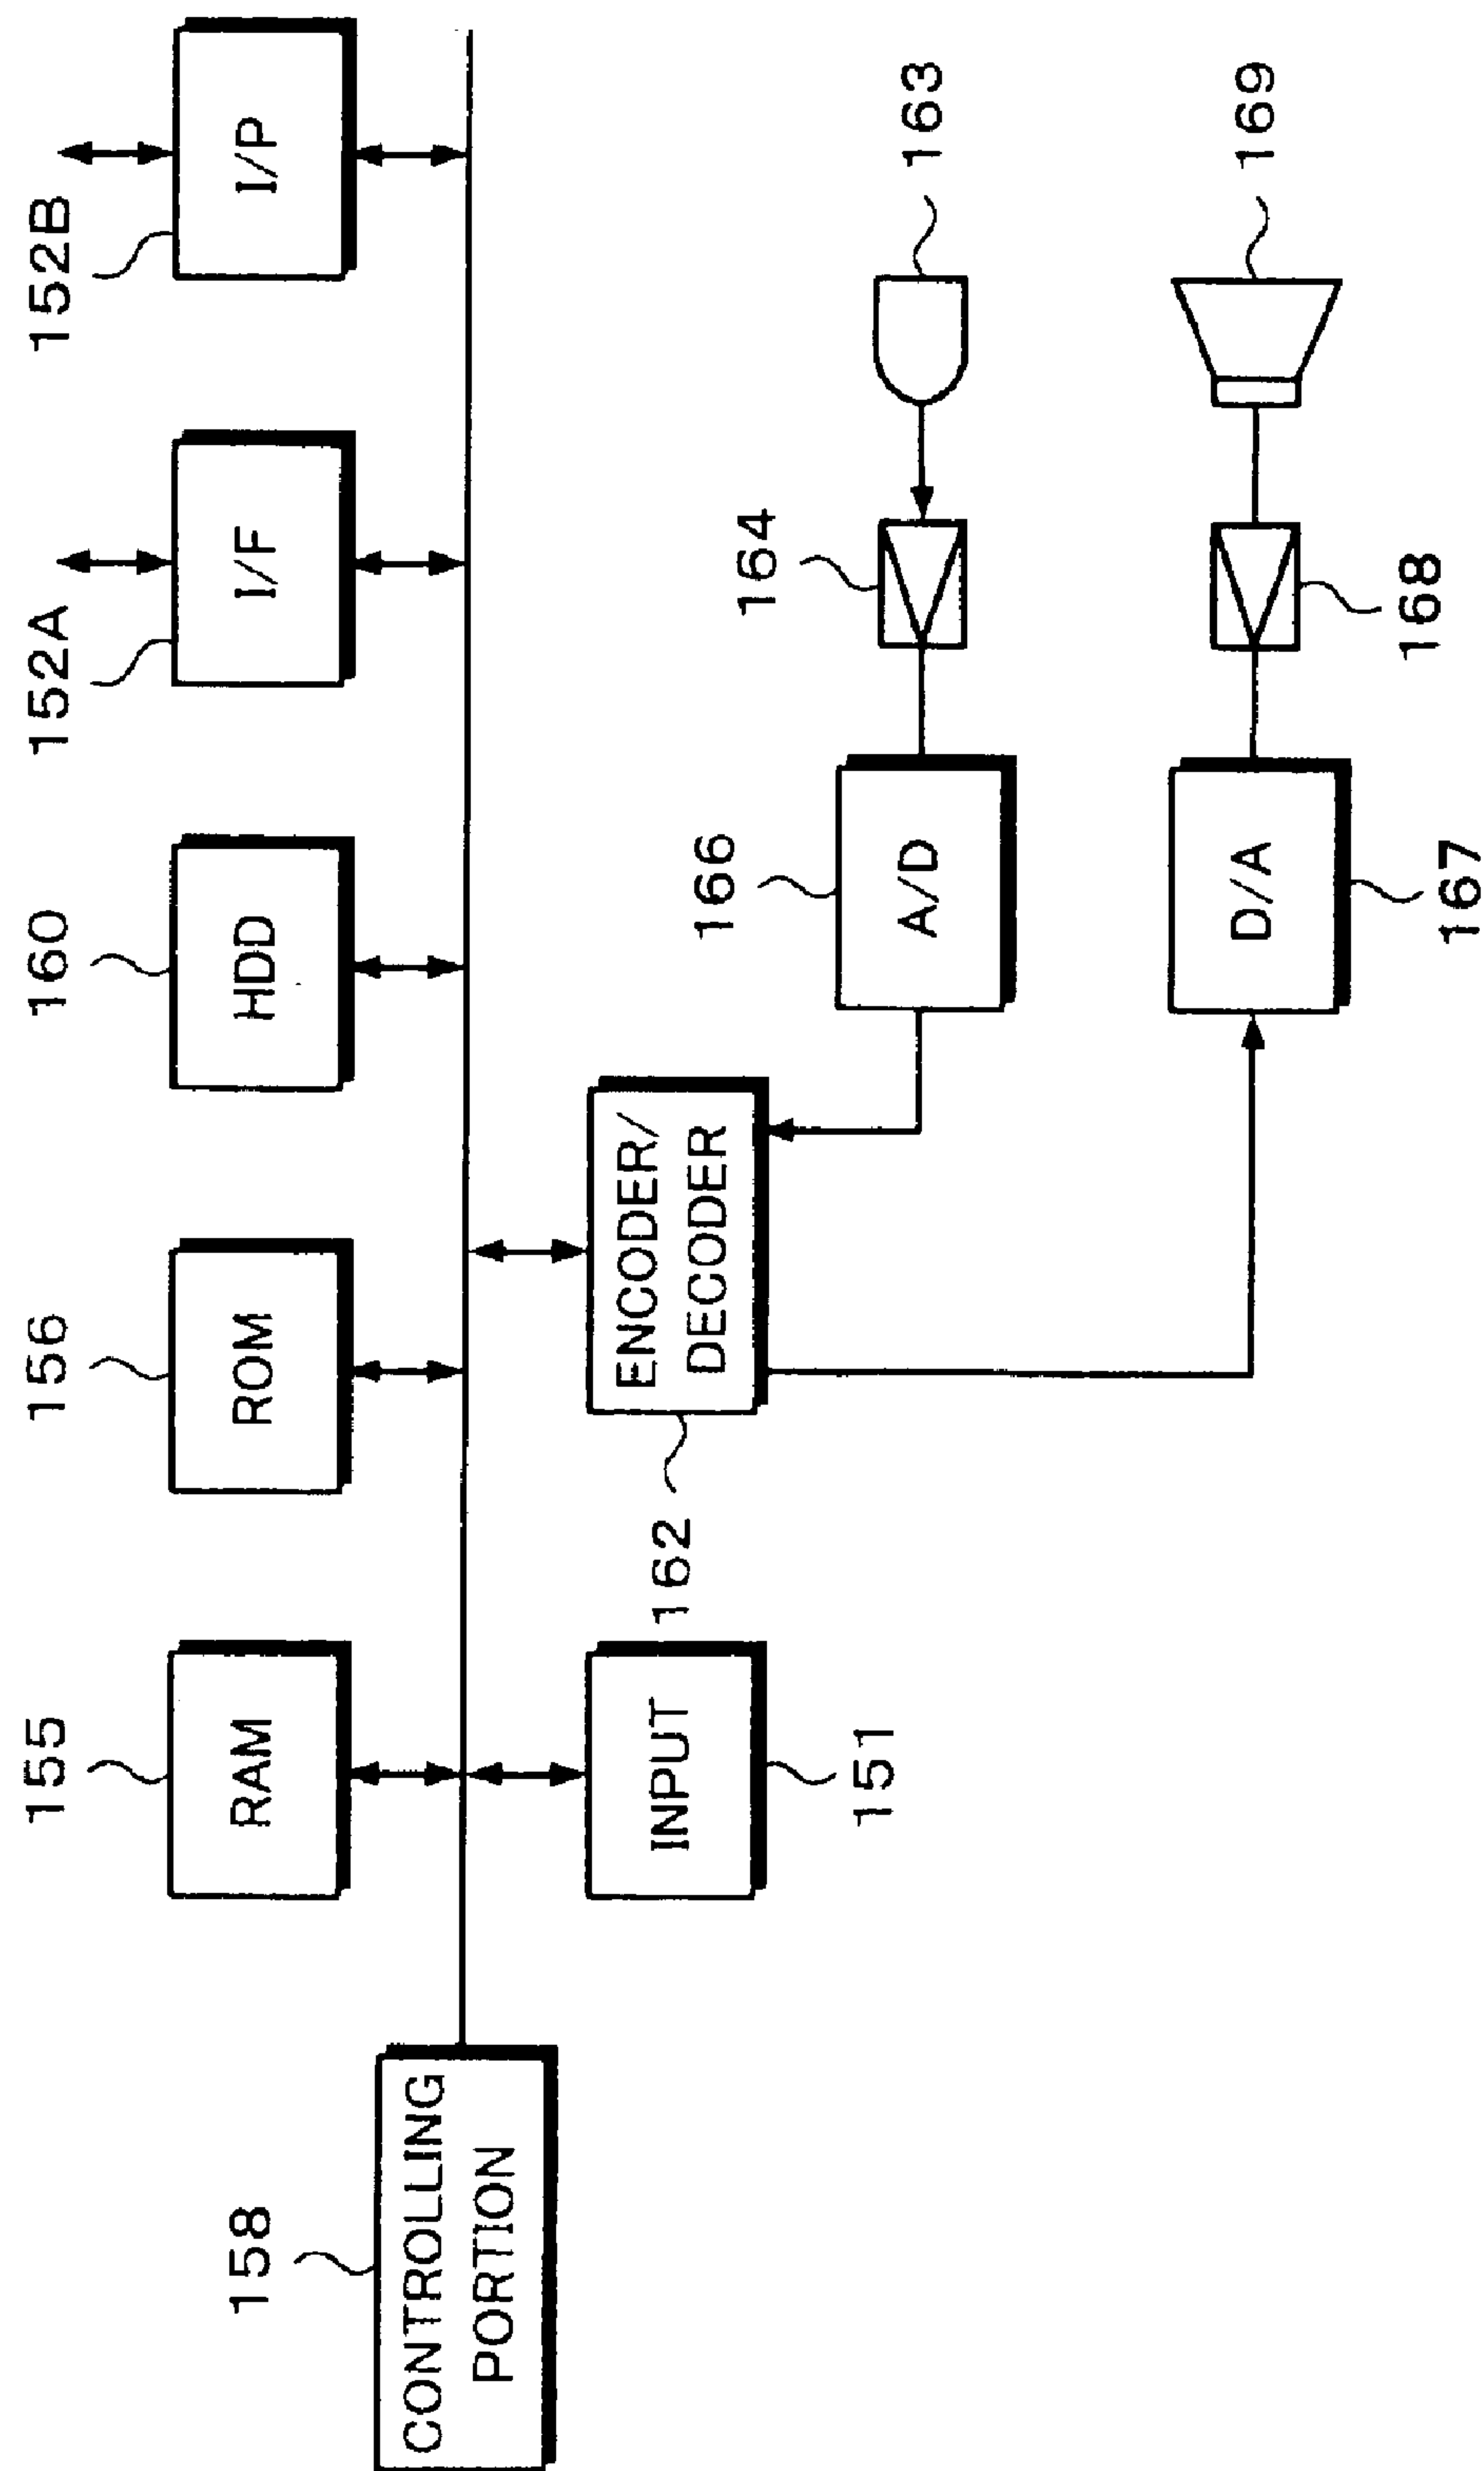 155
156
160
152A
152B
RAM
ROM
HDD
I/F
I/P
158
CONTROLLING
PORTION
INPUT
151
162
ENCODER/
DECODER
166
A/D
164
163
D/A
167
168
169